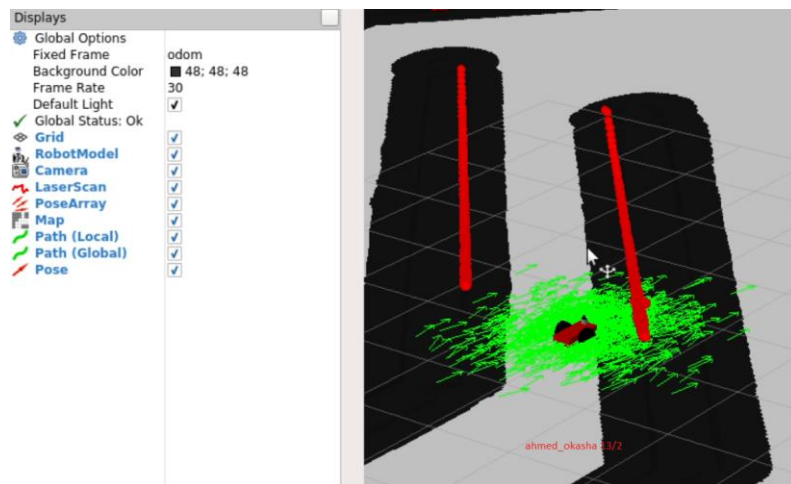 Displays
Global Options
Fixed Frame odom
Background Color 48; 48; 48
Frame Rate 30
Default Light
Global Status: Ok
Grid
RobotModel
Camera
LaserScan
PoseArray
Map
Path (Local)
Path (Global)
Pose
ahmed_okasha 13/2